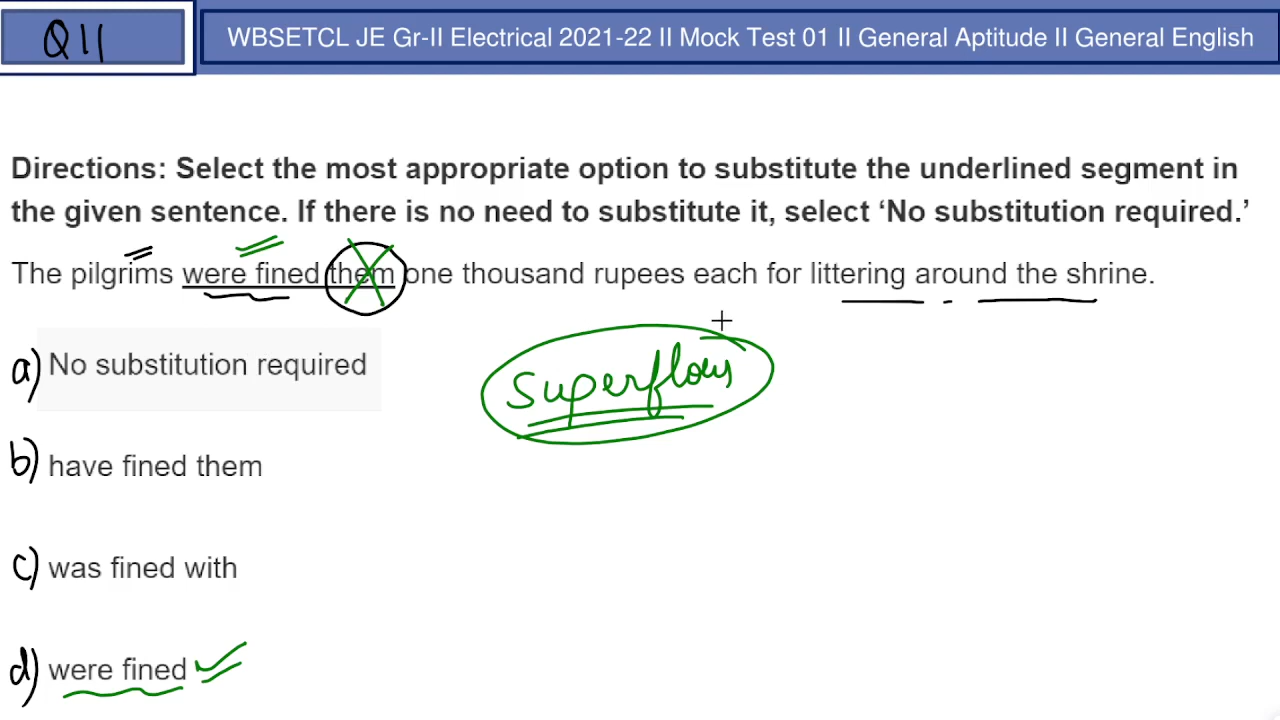 Q11
WBSETCL JE Gr-II Electrical 2021-22 II Mock Test 01 II General Aptitude II General English
Directions: Select the most appropriate option to substitute the underlined segment in
the given sentence. If there is no need to substitute it, select ‘No substitution required.’
The pilgrims were fined them one thousand rupees each for littering around the shrine.
a) No substitution required
superflous
b) have fined them
c) was fined with
d) were fined